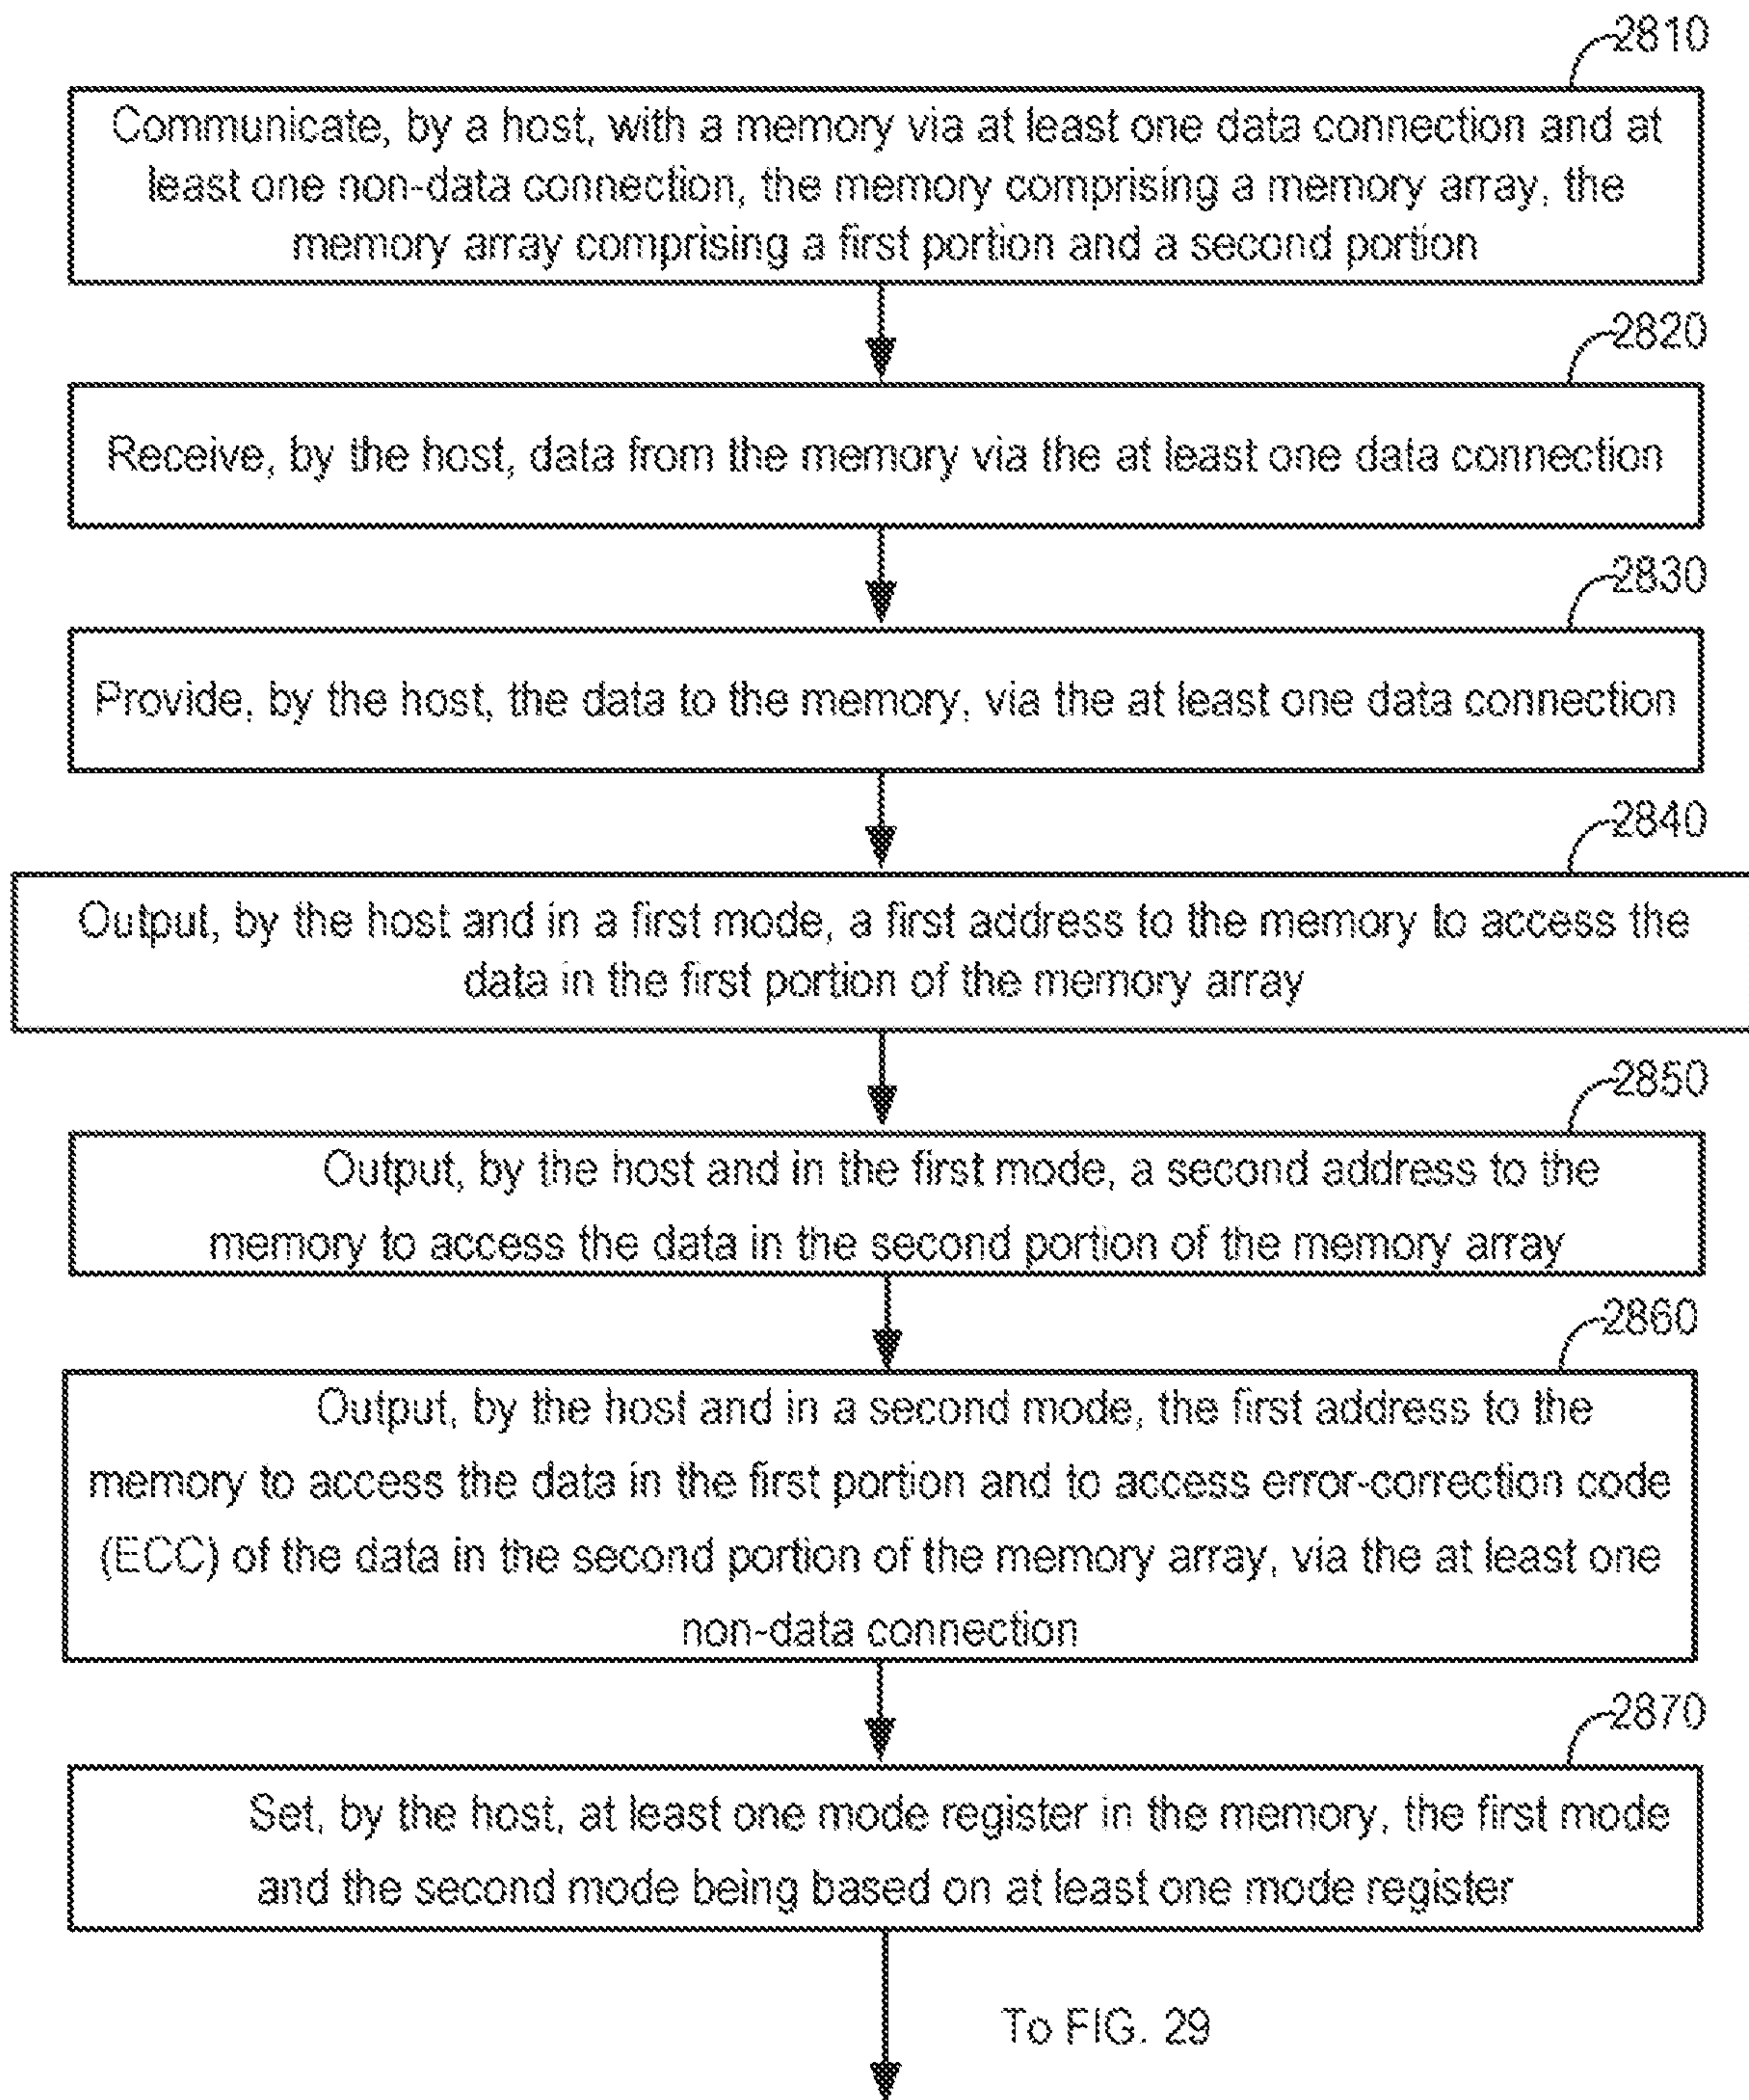 2810
Communicate, by a host, with a memory via at least one data connection and at
least one non-data connection, the memory comprising a memory array, the
memory array comprising a first portion and a second portion
2820
Receive, by the host, data from the memory via the at least one data connection
2830
Provide, by the host, the data to the memory, via the at least one data connection
2840
Output, by the host and in a first mode, a first address to the memory to access the
data in the first portion of the memory array
2850
Output, by the host and in the first mode, a second address to the
memory to access the data in the second portion of the memory array
2860
Output, by the host and in a second mode, the first address to the
memory to access the data in the first portion and to access error-correction code
(ECC) of the data in the second portion of the memory array, via the at least one
non-data connection
2870
Set, by the host, at least one mode register in the memory, the first mode
and the second mode being based on at least one mode register
To FIG. 29